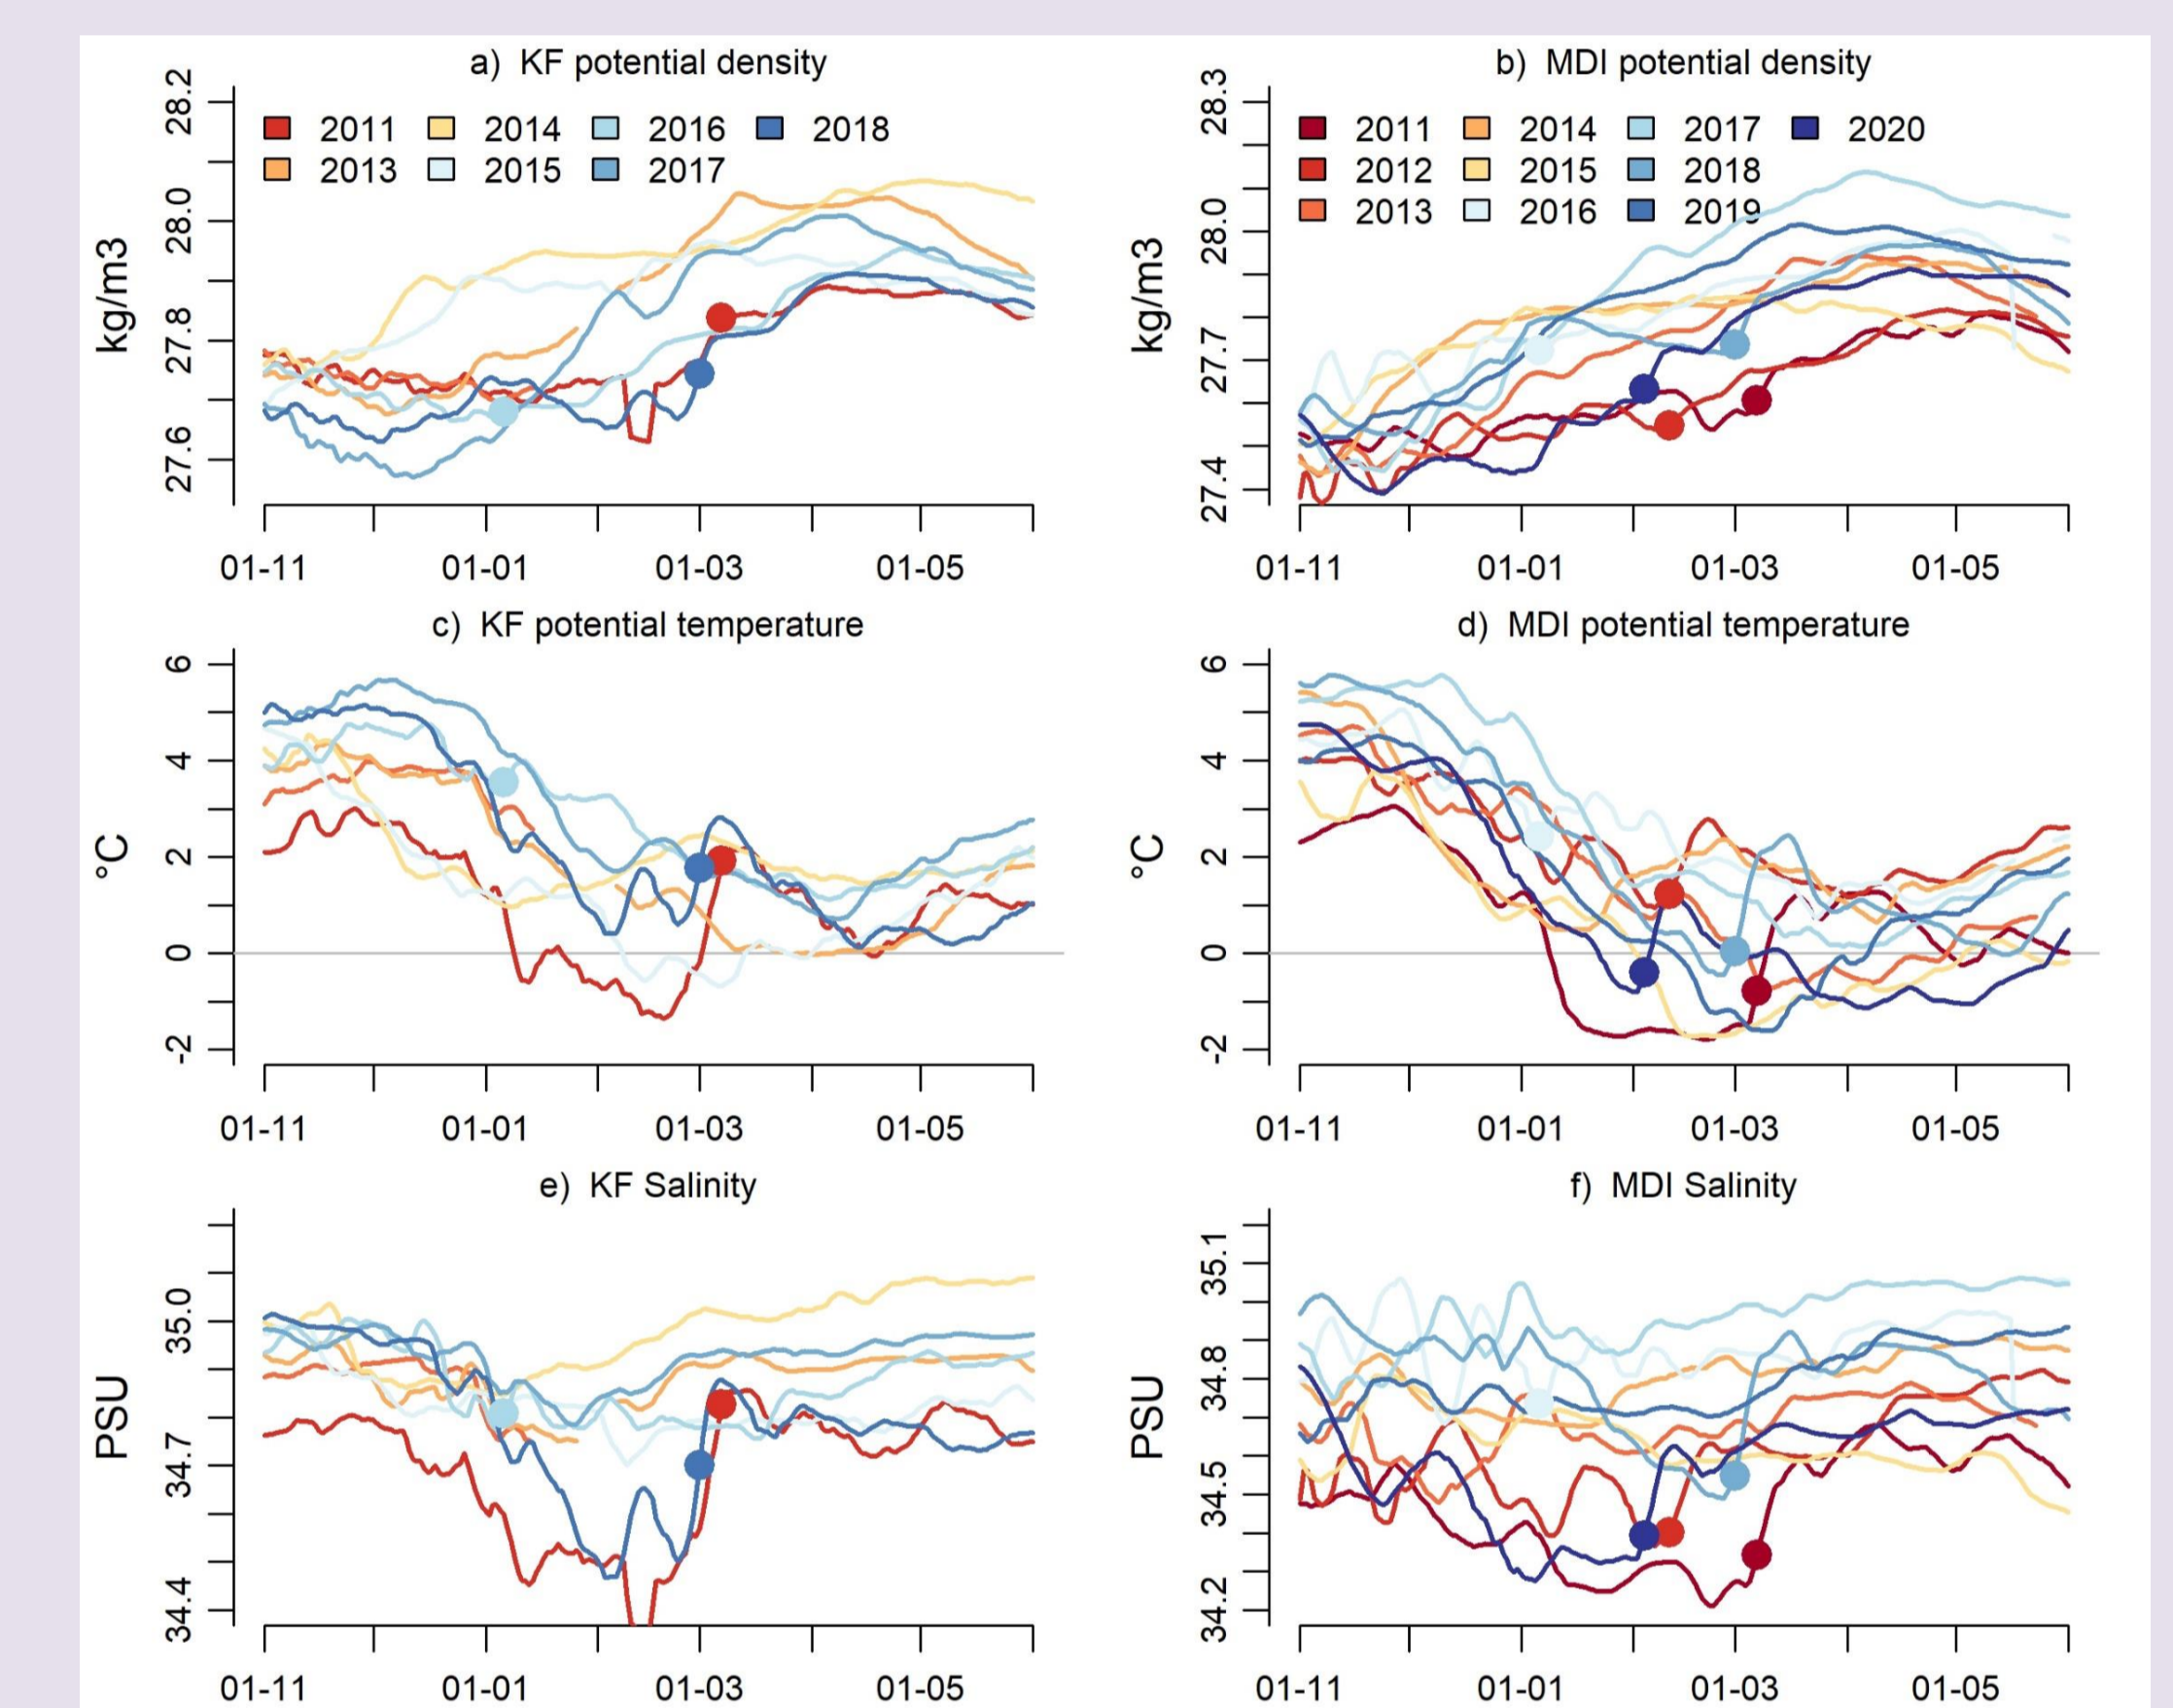 a)  KF potential density
28.2
28.0
27.8
27.6
kg/m3
2011 2014 2016 2018
2013 2015 2017
01-11 01-01 01-03 01-05
b)  MDI potential density
28.3
28.0
27.7
27.4
kg/m3
2011 2014 2017 2020
2012 2015 2018
2013 2016 2019
01-11 01-01 01-03 01-05
c)  KF potential temperature
6
4
2
0
-2
°C
01-11 01-01 01-03 01-05
d)  MDI potential temperature
6
4
2
0
-2
°C
01-11 01-01 01-03 01-05
e)  KF Salinity
35.0
34.7
34.4
PSU
01-11 01-01 01-03 01-05
f)  MDI Salinity
35.1
34.8
34.5
34.2
PSU
01-11 01-01 01-03 01-05